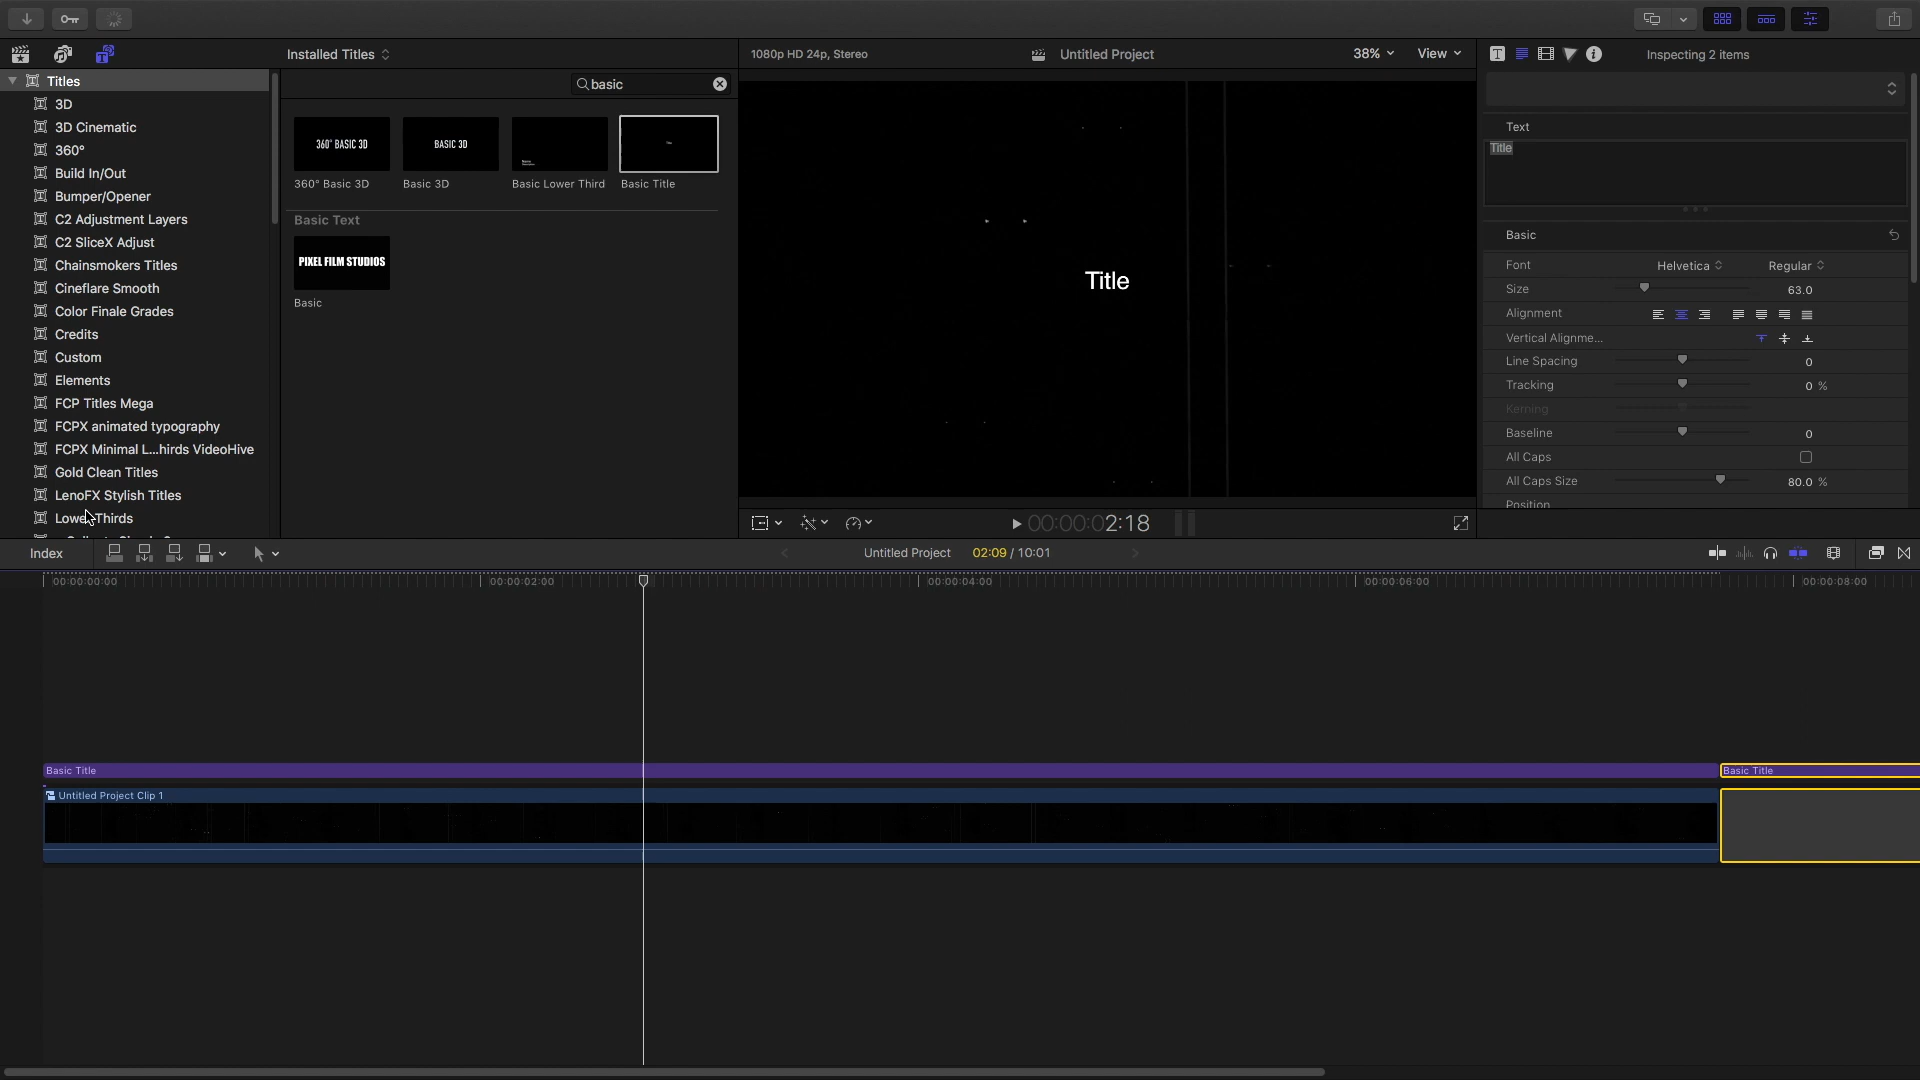 Installed Titles
1080p HD 24p, Stereo
Untitled Project
38%
View
Inspecting 2 items
Titles
3D
3D Cinematic
360°
Build In/Out
Bumper/Opener
C2 Adjustment Layers
C2 SliceX Adjust
Chainsmokers Titles
Cineflare Smooth
Color Finale Grades
Credits
Custom
Elements
FCP Titles Mega
FCPX animated typography
FCPX Minimal L...hirds VideoHive
Gold Clean Titles
LenoFX Stylish Titles
Lower Thirds
basic
360° BASIC 3D
BASIC 3D
360° Basic 3D
Basic 3D
Basic Lower Third
Basic Title
Basic Text
PIXEL FILM STUDIOS
Basic
Title
00:00:02:18
Text
Title
Basic
Font
Helvetica
Regular
Size
63.0
Alignment
Vertical Alignme...
Line Spacing
0
Tracking
0 %
Kerning
Baseline
0
All Caps
All Caps Size
80.0 %
Position
Index
Untitled Project
02:09 / 10:01
00:00:00:00
00:00:02:00
00:00:04:00
00:00:06:00
00:00:08:00
Basic Title
Basic Title
Untitled Project Clip 1